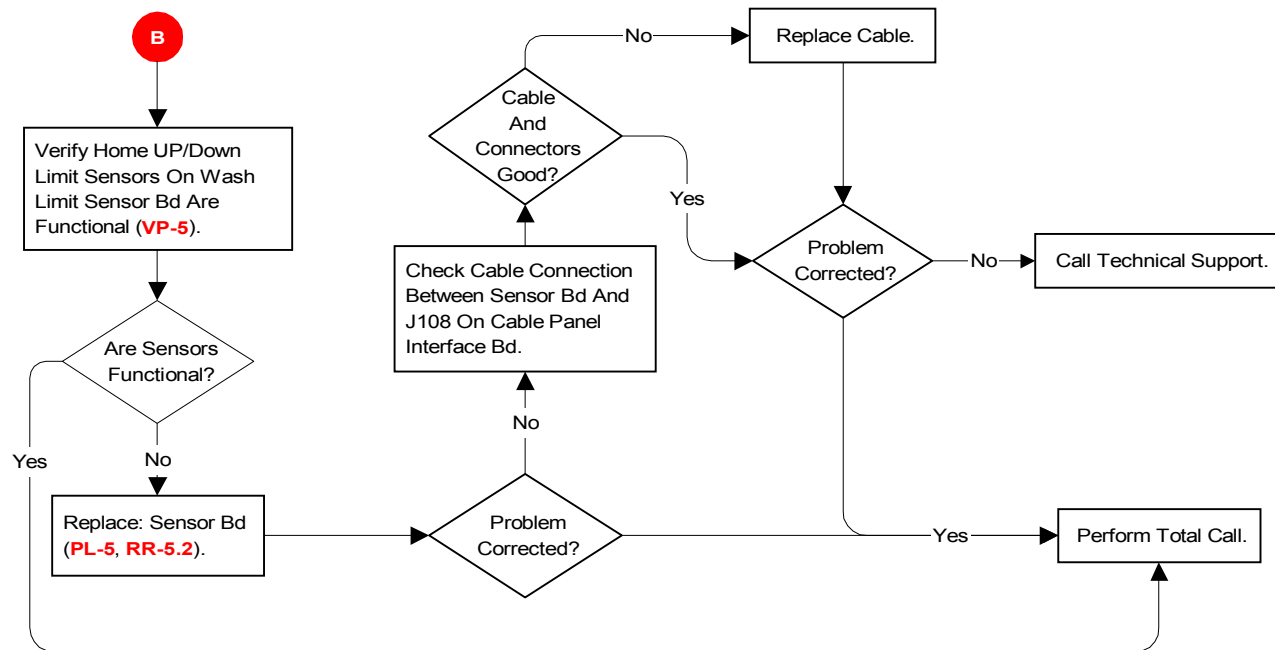 B
Verify Home UP/Down
Limit Sensors On Wash
Limit Sensor Bd Are
Functional (VP-5).
Are Sensors
Functional?
Yes
No
Replace: Sensor Bd
(PL-5, RR-5.2).
Problem
Corrected?
No
Check Cable Connection
Between Sensor Bd And
J108 On Cable Panel
Interface Bd.
Cable
And
Connectors
Good?
No
Replace Cable.
Yes
Problem
Corrected?
No
Call Technical Support.
Yes
Perform Total Call.